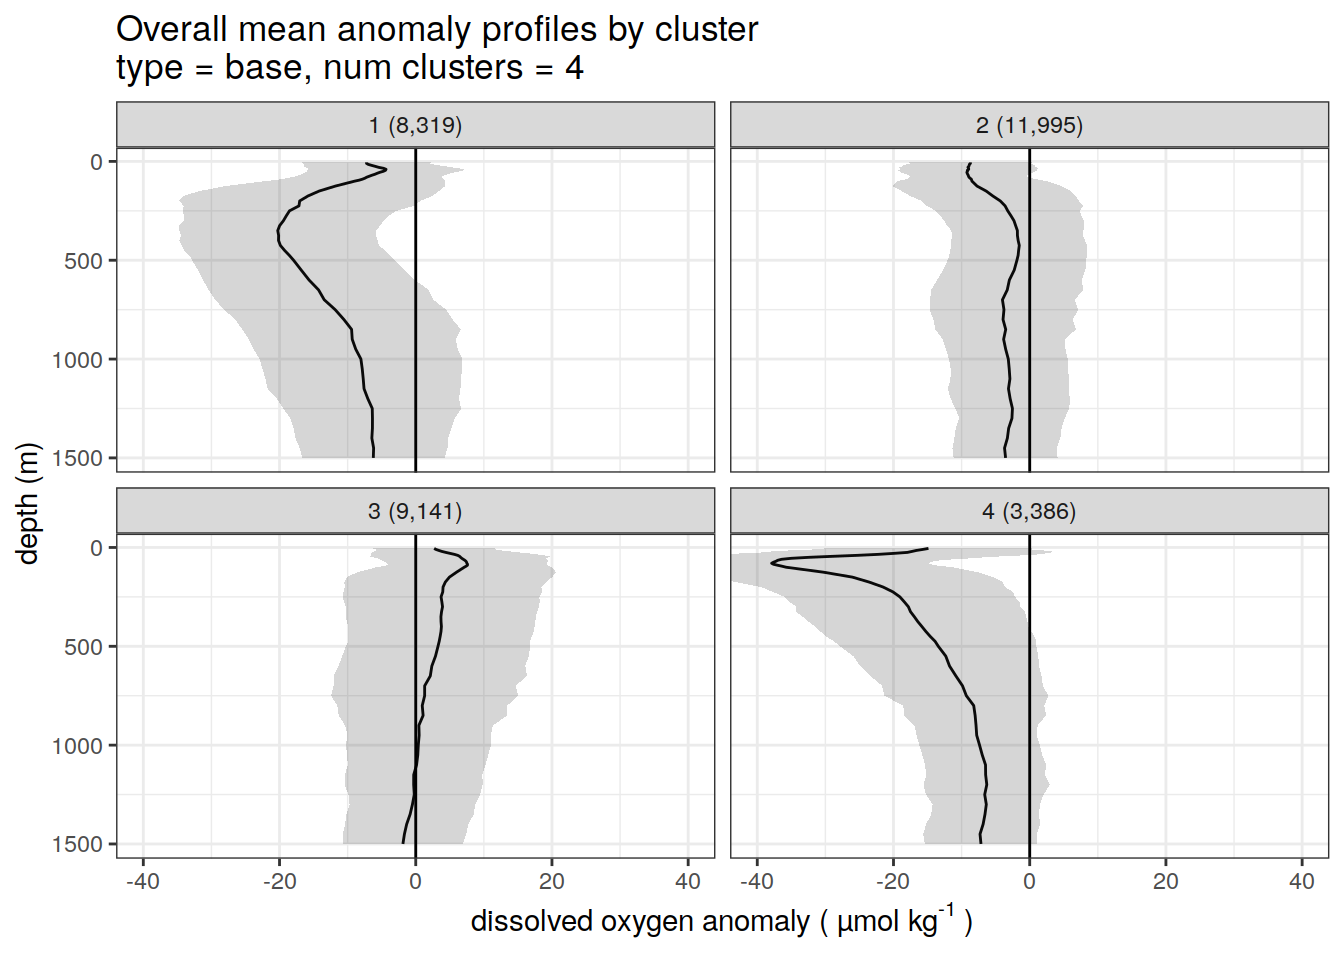 Overall mean anomaly profiles by cluster
type = base, num clusters = 4
1 (8,319)
2 (11,995)
0
500
1000
1500
3 (9,141)
4 (3,386)
0
500
1000
1500
-40 -20 0 20 40
-40 -20 0 20 40
depth (m)
dissolved oxygen anomaly ( µmol kg⁻¹ )